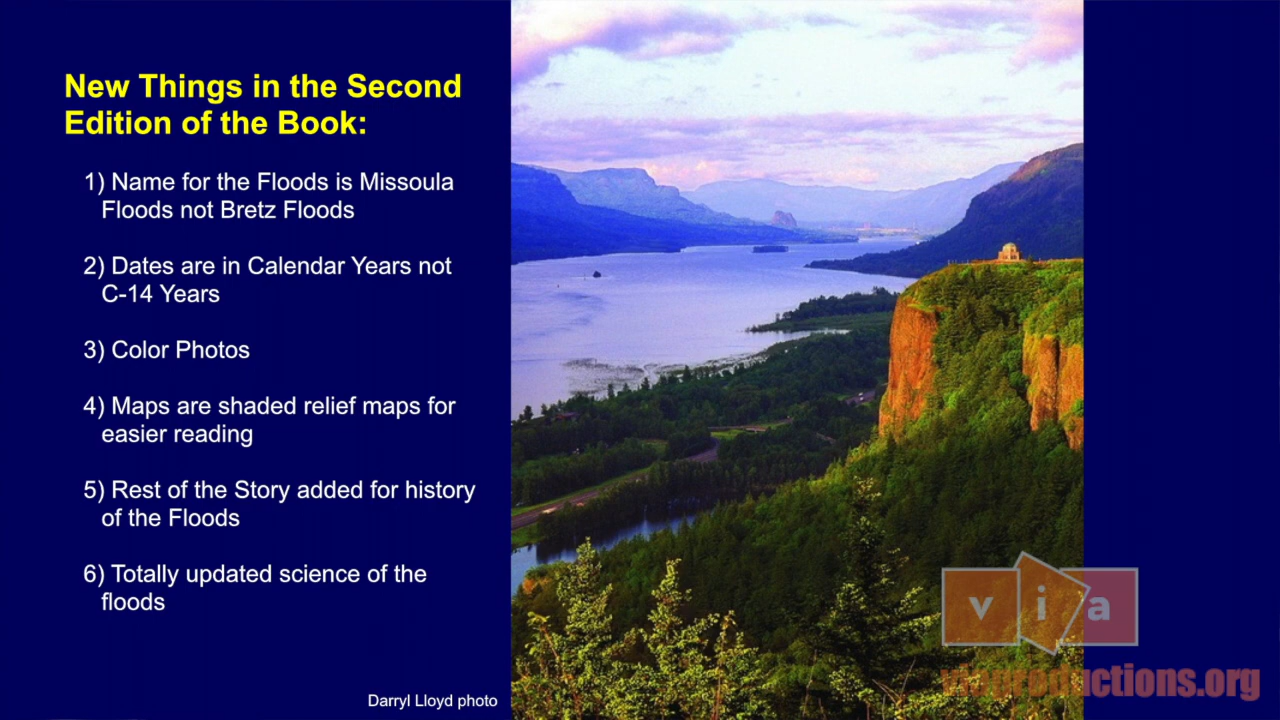 New Things in the Second
Edition of the Book:
1) Name for the Floods is Missoula
Floods not Bretz Floods
2) Dates are in Calendar Years not
C-14 Years
3) Color Photos
4) Maps are shaded relief maps for
easier reading
5) Rest of the Story added for history
of the Floods
6) Totally updated science of the
floods
Darryl Lloyd photo
via
viaproductions.org